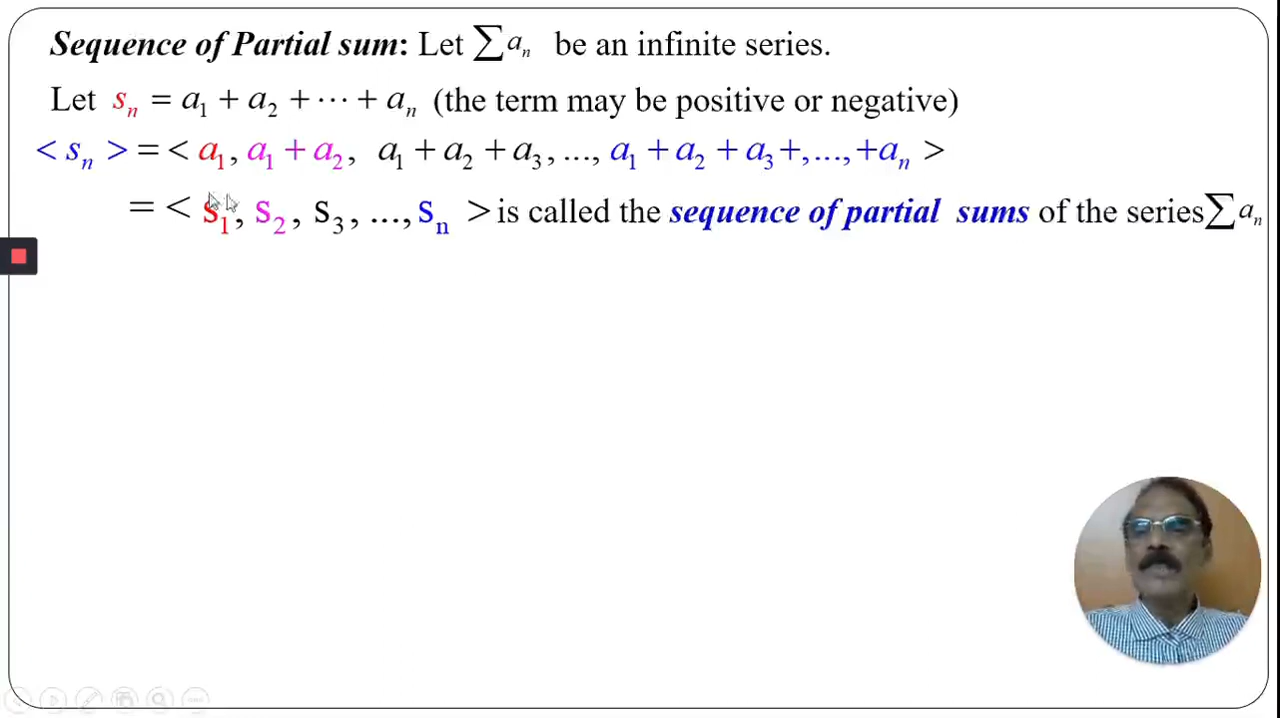 Sequence of Partial sum: Let ∑aₙ be an infinite series.
Let sₙ = a₁ + a₂ + ⋯ + aₙ (the term may be positive or negative)
< sₙ > = < a₁, a₁ + a₂, a₁ + a₂ + a₃, ..., a₁ + a₂ + a₃+, ..., +aₙ >
= < s₁, s₂, s₃, ..., sₙ > is called the sequence of partial sums of the series ∑aₙ